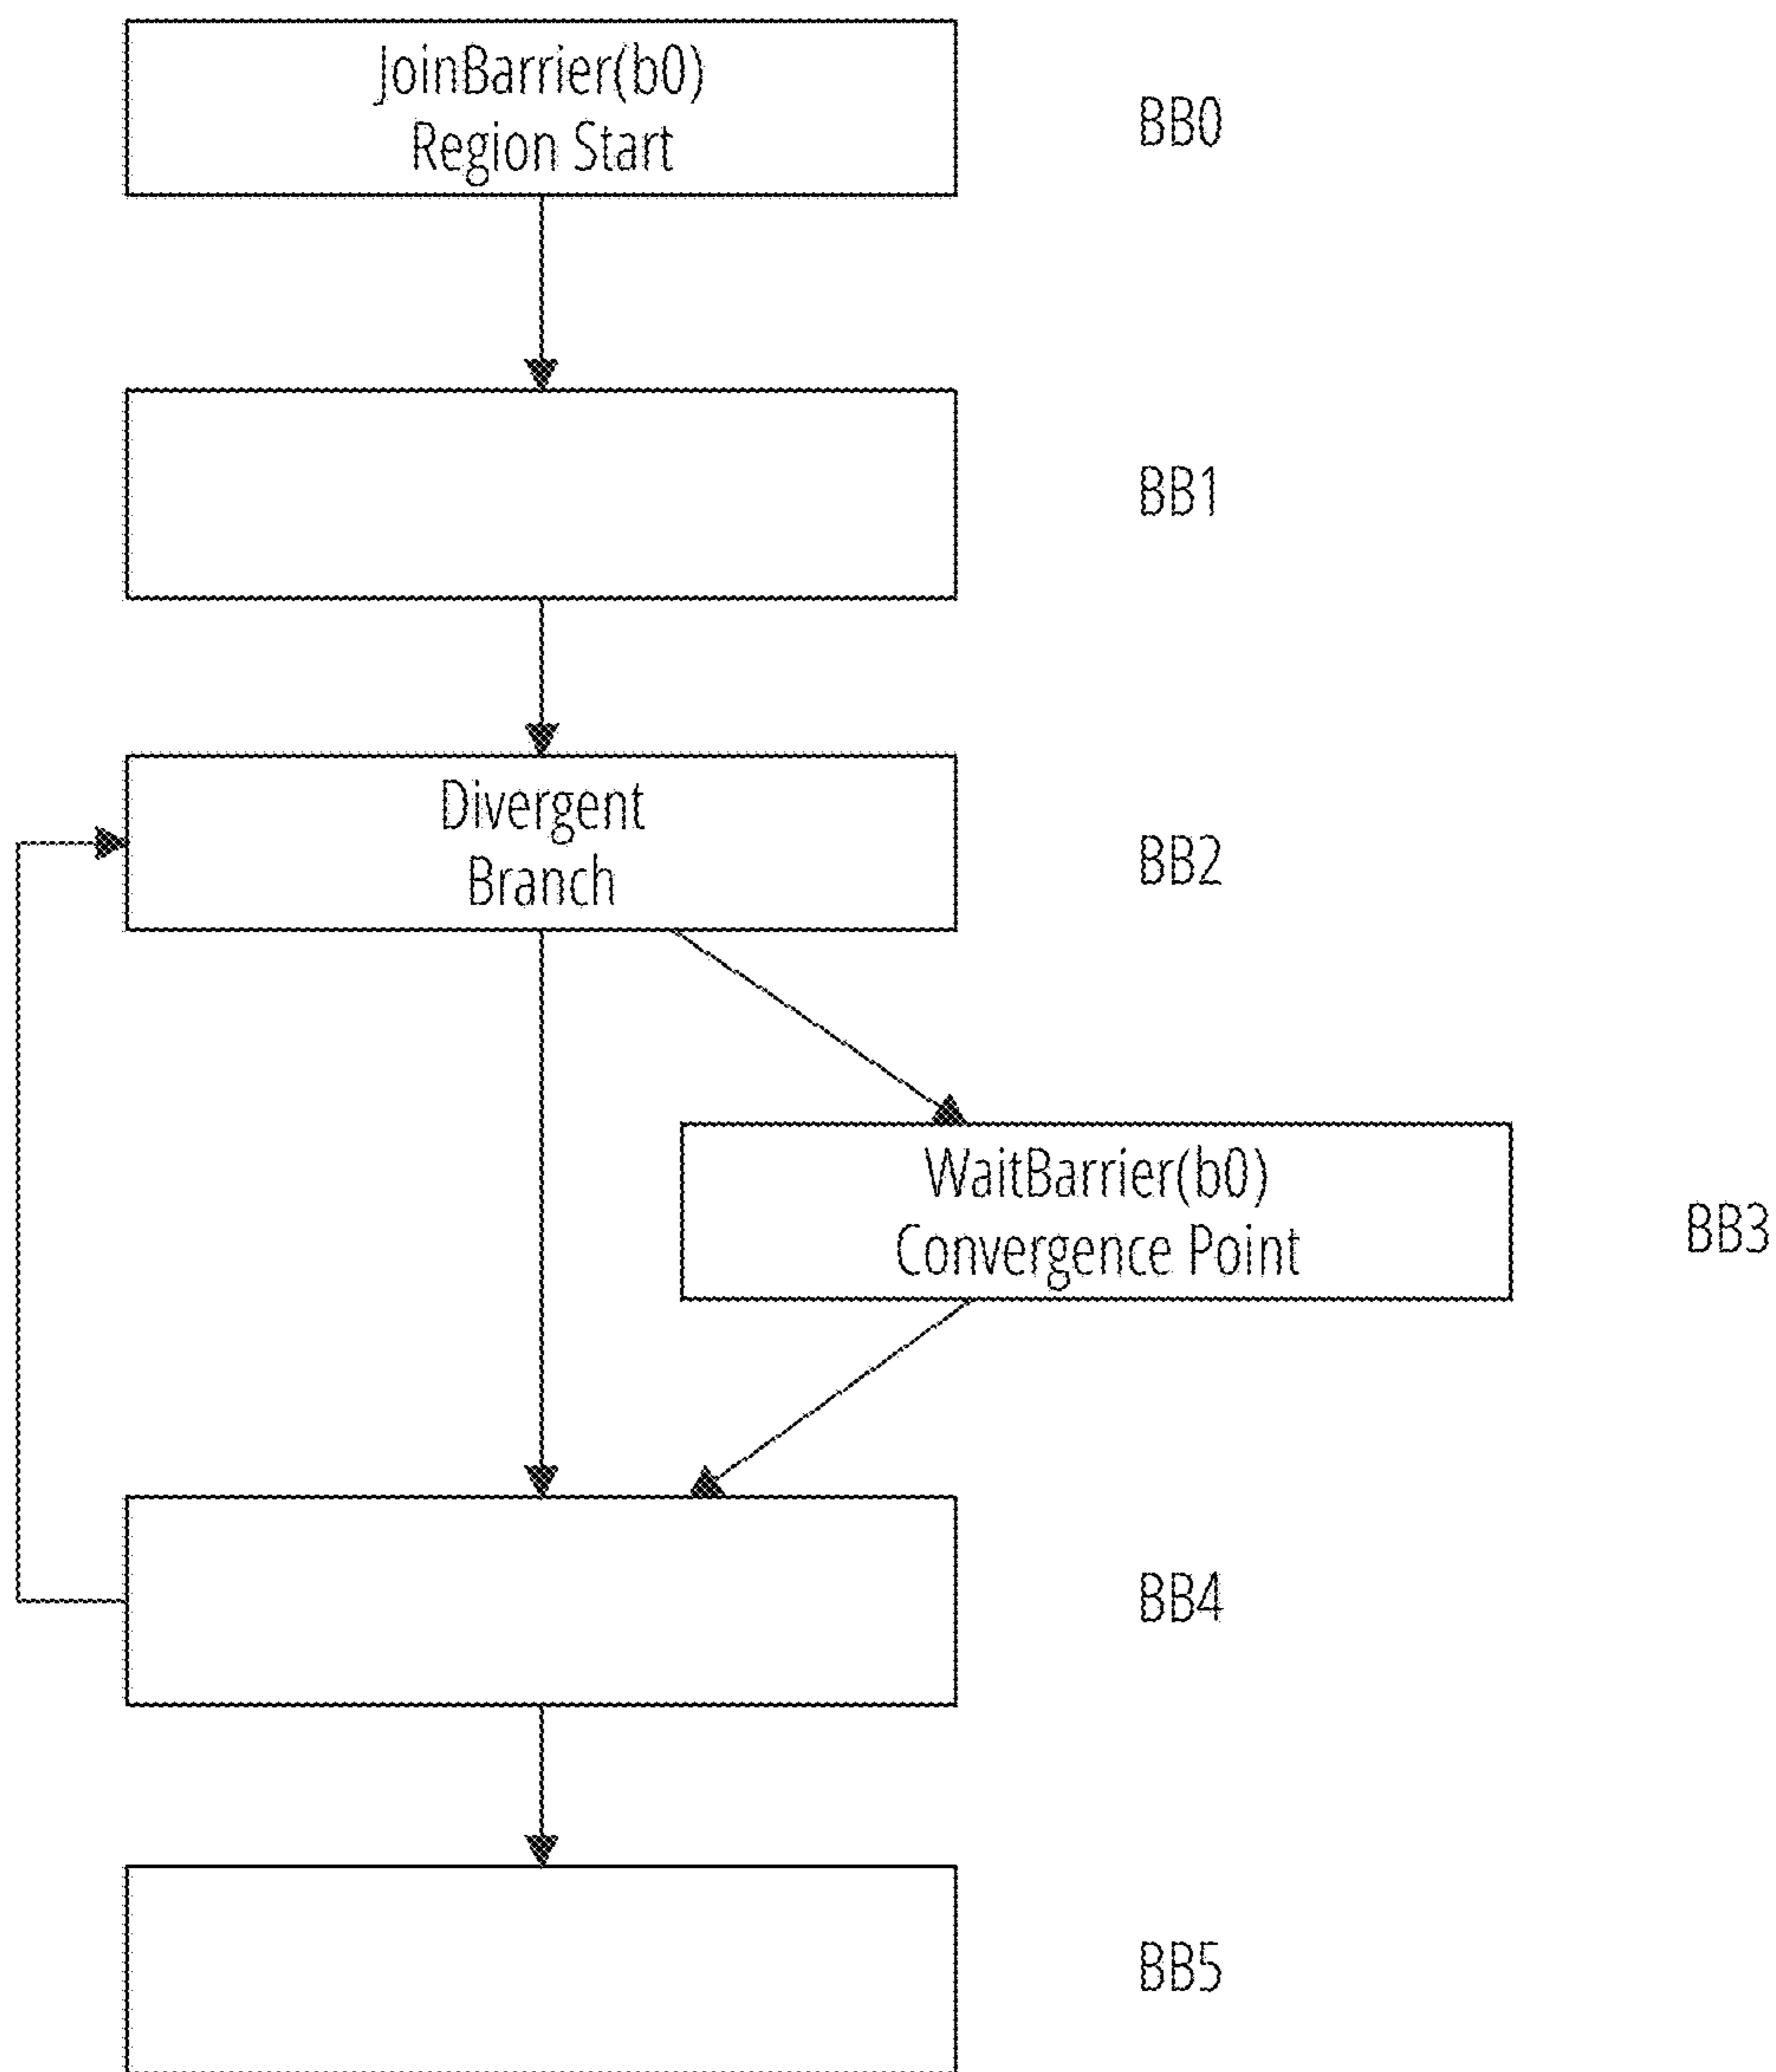 JoinBarrier(b0)
Region Start
BB0
BB1
Divergent
Branch
BB2
WaitBarrier(b0)
Convergence Point
BB3
BB4
BB5